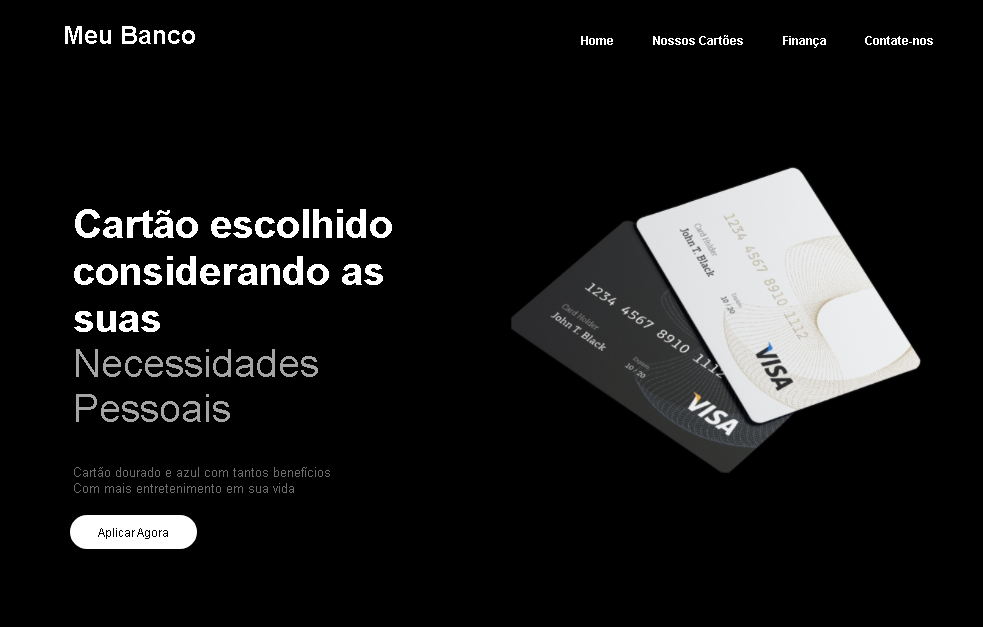 Meu Banco
Home
Nossos Cartões
Finança
Contate-nos
Cartão escolhido
considerando as
suas
Necessidades
Pessoais
Cartão dourado e azul com tantos benefícios
Com mais entretenimento em sua vida
Aplicar Agora
1234 4567 8910 1112
Card Holder
John T. Black
Expires
10 / 20
VISA
1234 4567 8910 1112
Card Holder
John T. Black
Expires
10 / 20
VISA